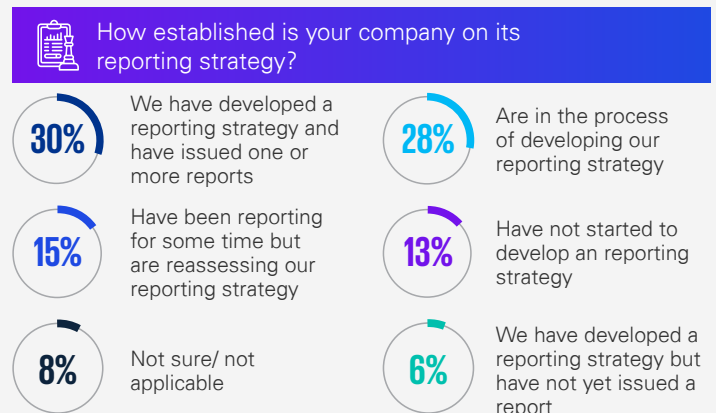 How established is your company on its
reporting strategy?
30%
We have developed a
reporting strategy and
have issued one or
more reports
28%
Are in the process
of developing our
reporting strategy
15%
Have been reporting
for some time but
are reassessing our
reporting strategy
13%
Have not started to
develop an reporting
strategy
8%
Not sure/ not
applicable
6%
We have developed a
reporting strategy but
have not yet issued a
report